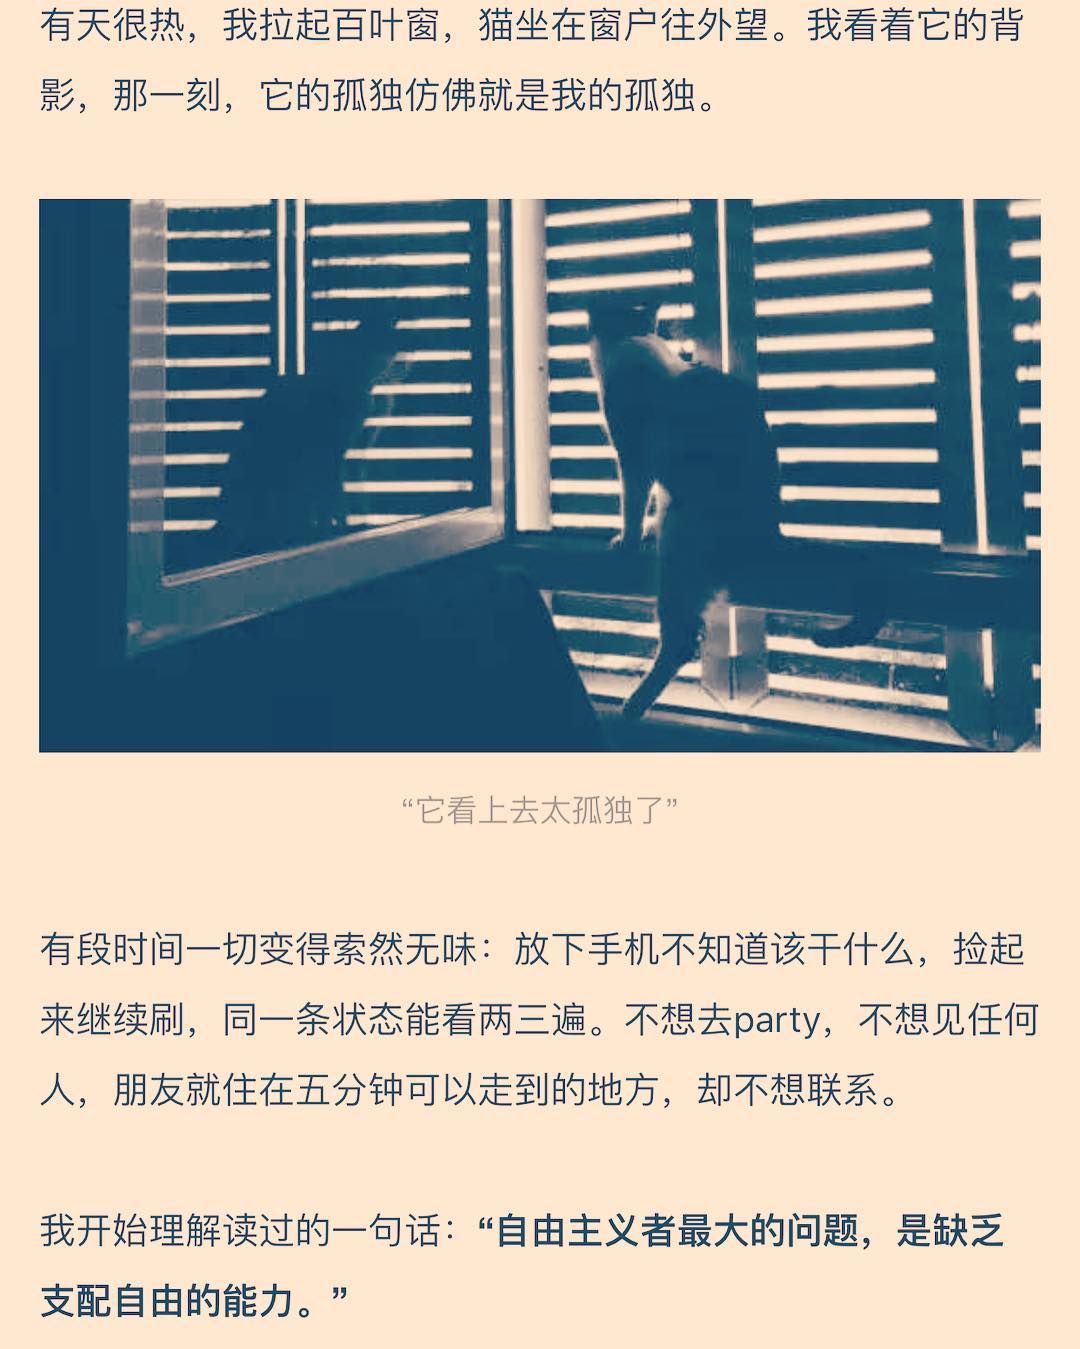 有天很热，我拉起百叶窗，猫坐在窗户往外望。我看着它的背
影，那一刻，它的孤独仿佛就是我的孤独。
“它看上去太孤独了”
有段时间一切变得索然无味：放下手机不知道该干什么，捡起
来继续刷，同一条状态能看两三遍。不想去party，不想见任何
人，朋友就住在五分钟可以走到的地方，却不想联系。
我开始理解读过的一句话：“自由主义者最大的问题，是缺乏
支配自由的能力。”